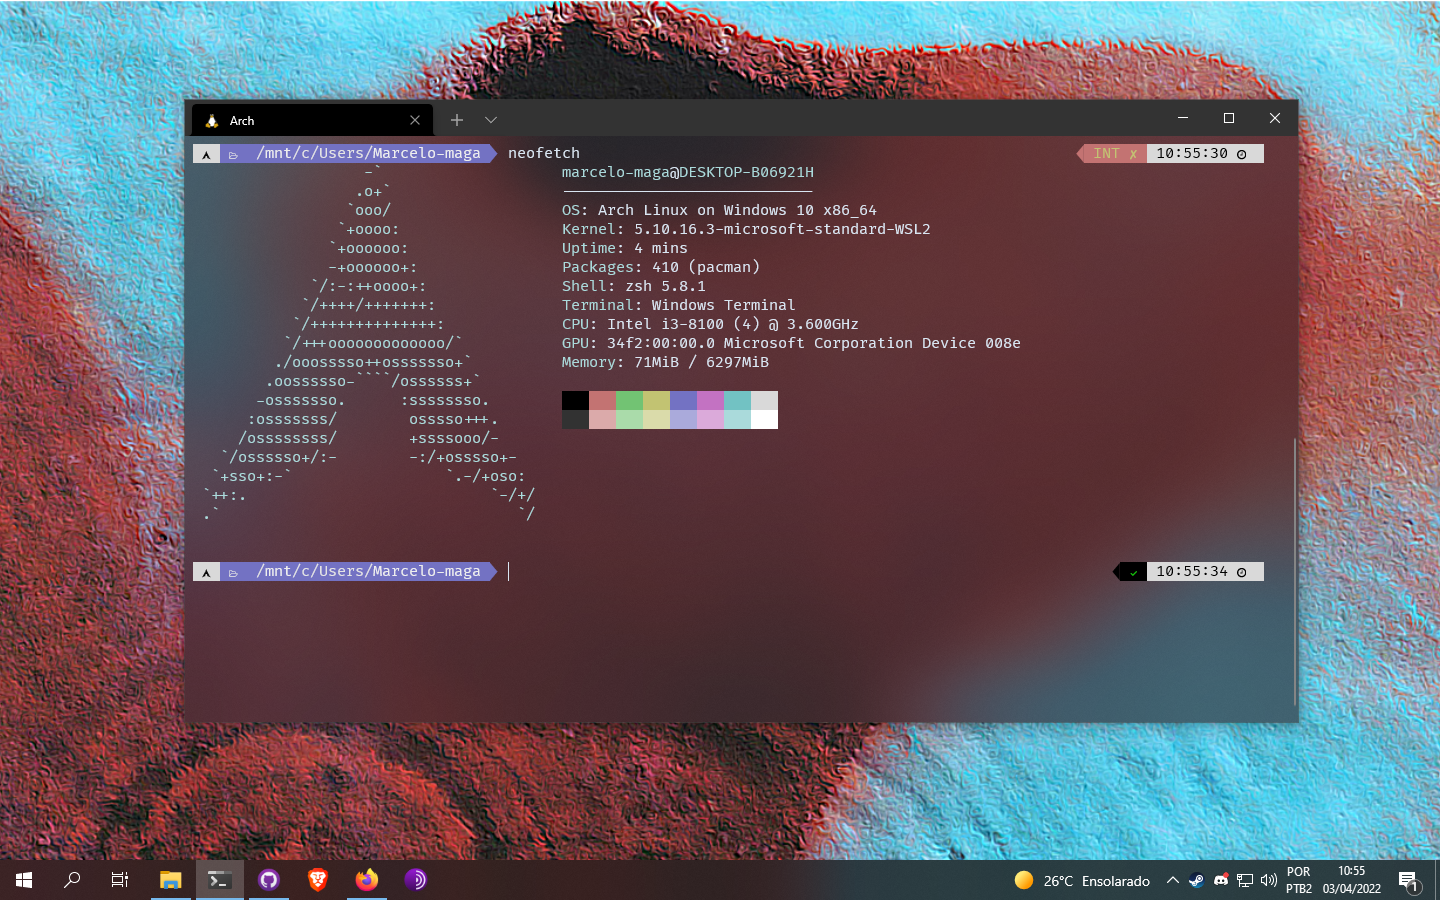 Arch
/mnt/c/Users/Marcelo-maga neofetch INT ✗ 10:55:30
                   -`
                  .o+`
                 `ooo/
                `+oooo:
               `+oooooo:
               -+oooooo+:
             `/:-:++oooo+:
            `/++++/+++++++:
           `/++++++++++++++:
          `/+++ooooooooooooo/`
         ./ooosssso++osssssso+`
        .oossssso-````/ossssss+`
       -osssssso.      :ssssssso.
      :osssssss/        osssso+++.
     /ossssssss/        +ssssooo/-
   `/ossssso+/:-        -:/+osssso+-
  `+sso+:-`                 `.-/+oso:
 `++:.                           `-/+/
 .`                                 `/
marcelo-maga@DESKTOP-B06921H
----------------------------
OS: Arch Linux on Windows 10 x86_64
Kernel: 5.10.16.3-microsoft-standard-WSL2
Uptime: 4 mins
Packages: 410 (pacman)
Shell: zsh 5.8.1
Terminal: Windows Terminal
CPU: Intel i3-8100 (4) @ 3.600GHz
GPU: 34f2:00:00.0 Microsoft Corporation Device 008e
Memory: 71MiB / 6297MiB
/mnt/c/Users/Marcelo-maga ✓ 10:55:34
26°C Ensolarado
POR
PTB2
10:55
03/04/2022
1